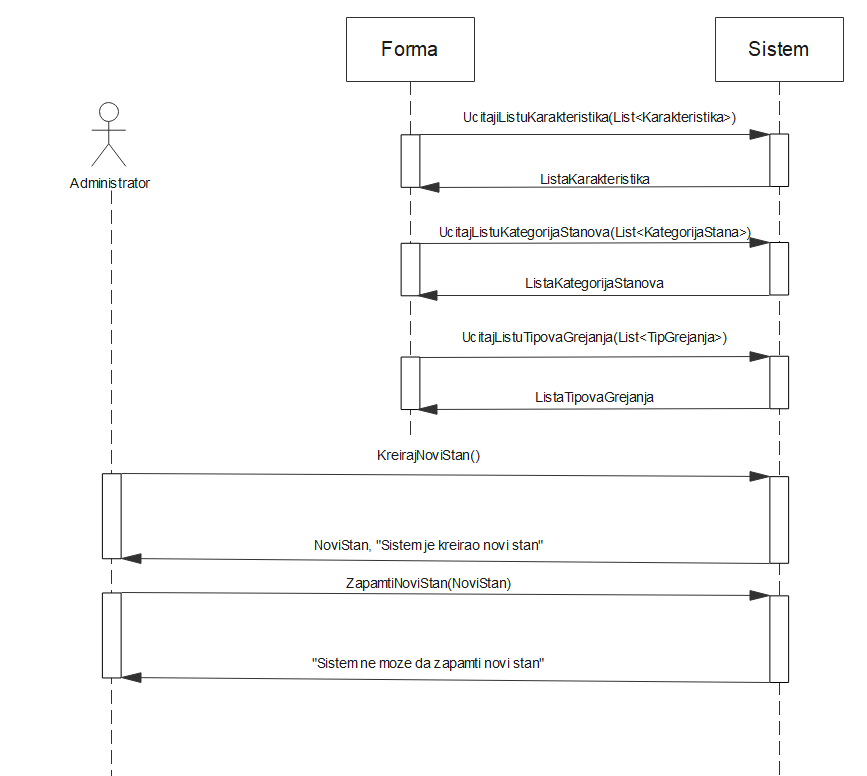 Forma
Sistem
UcitajiListuKarakteristika(List<Karakteristika>)
Administrator
ListaKarakteristika
UcitajListuKategorijaStanova(List<KategorijaStana>)
ListaKategorijaStanova
UcitajListuTipovaGrejanja(List<TipGrejanja>)
ListaTipovaGrejanja
KreirajNoviStan()
NoviStan, "Sistem je kreirao novi stan"
ZapamtiNoviStan(NoviStan)
"Sistem ne moze da zapamti novi stan"